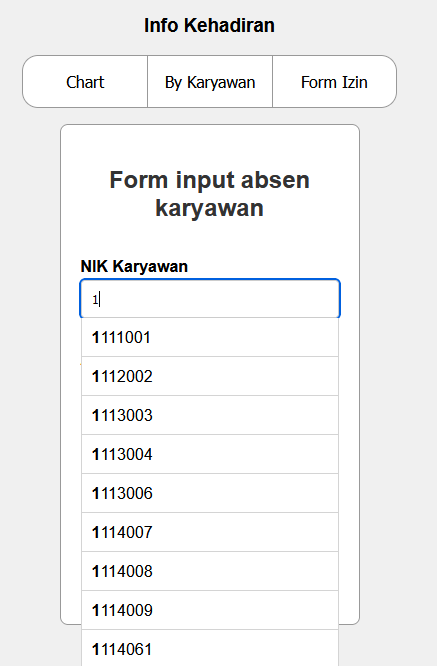 Info Kehadiran
Chart
By Karyawan
Form Izin
Form input absen
karyawan
NIK Karyawan
1
1111001
1112002
1113003
1113004
1113006
1114007
1114008
1114009
1114061